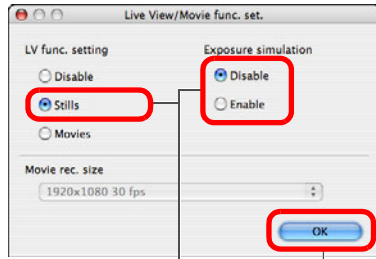 Live View/Movie func. set.
LV func. setting
Exposure simulation
Disable
Disable
Stills
Enable
Movies
Movie rec. size
1920x1080 30 fps
OK